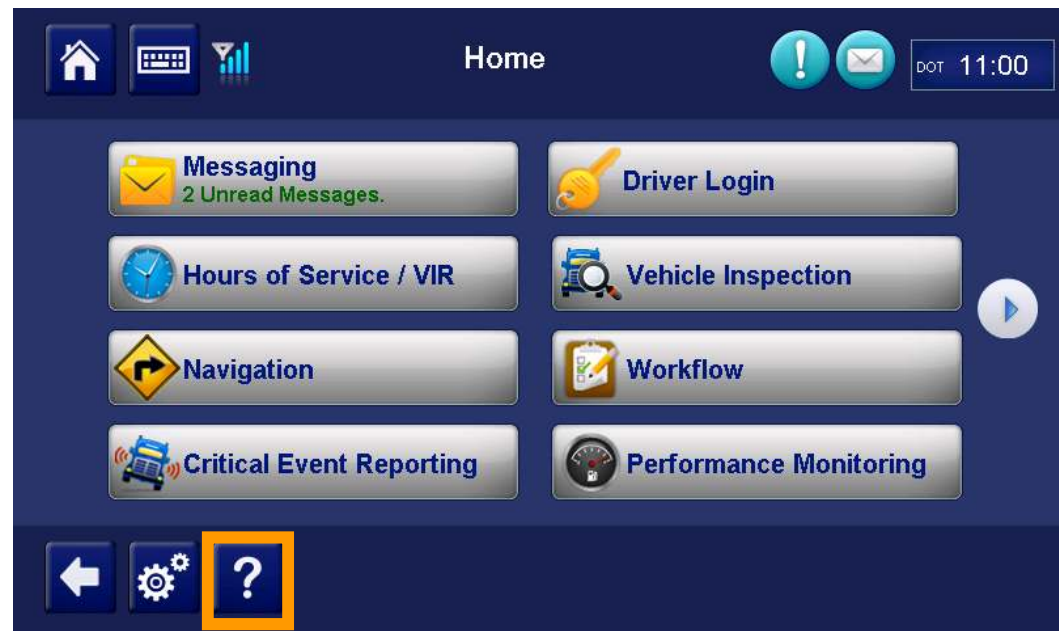 Home
DOT 11:00
Messaging
2 Unread Messages.
Driver Login
Hours of Service / VIR
Vehicle Inspection
Navigation
Workflow
Critical Event Reporting
Performance Monitoring
?